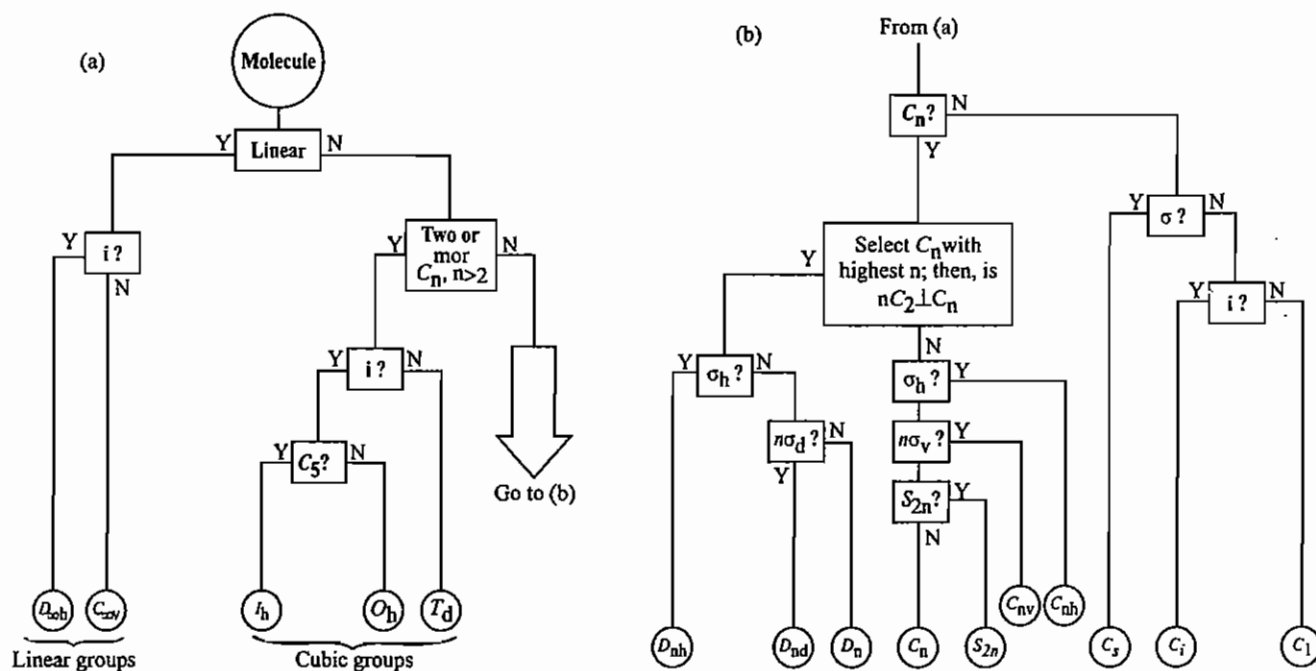 (a)
Molecule
Y Linear N
Y i? N
Y Two or mor Cn, n>2 N
Y i? N
Y C5? N
Go to (b)
D∞h C∞v Ih Oh Td
Linear groups Cubic groups
(b)
From (a)
Cn? N
Y
Y σ? N
Y Select Cn with
highest n; then, is
nC2⊥Cn
Y i? N
N
Y σh? N σh? Y
nσd? N nσv? Y
Y S2n? Y
N
Cnv Cnh
Dnh Dnd Dn Cn S2n Cs Ci C1